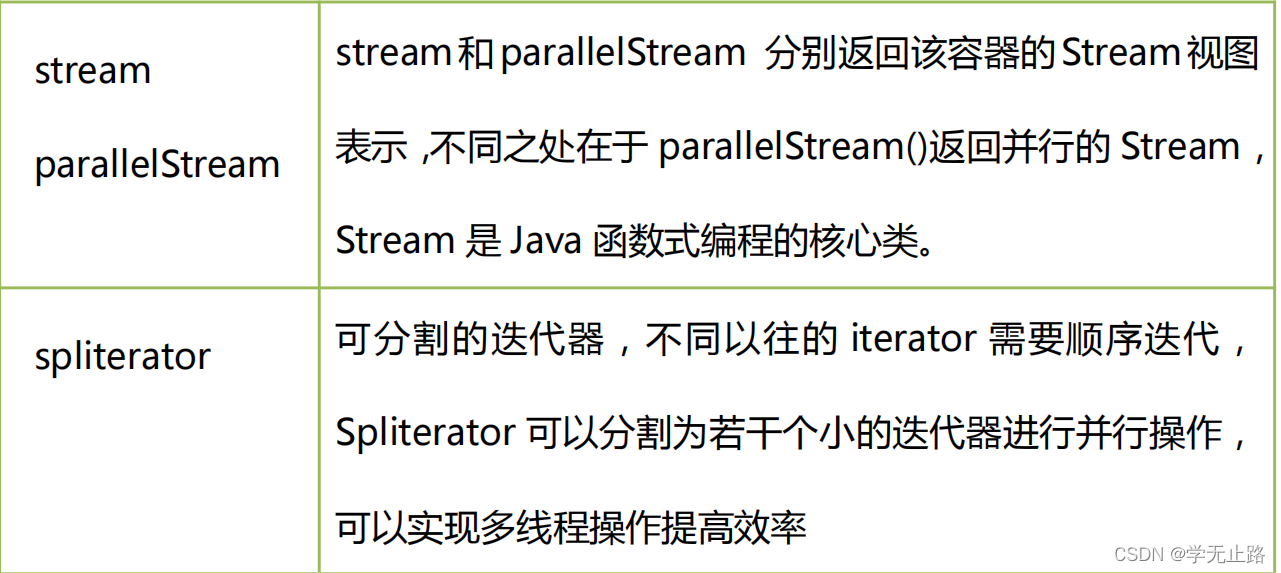 stream
parallelStream
stream和parallelStream 分别返回该容器的Stream视图
表示,不同之处在于 parallelStream()返回并行的 Stream，
Stream 是 Java 函数式编程的核心类。
spliterator
可分割的迭代器，不同以往的 iterator 需要顺序迭代，
Spliterator 可以分割为若干个小的迭代器进行并行操作，
可以实现多线程操作提高效率
CSDN @学无止路